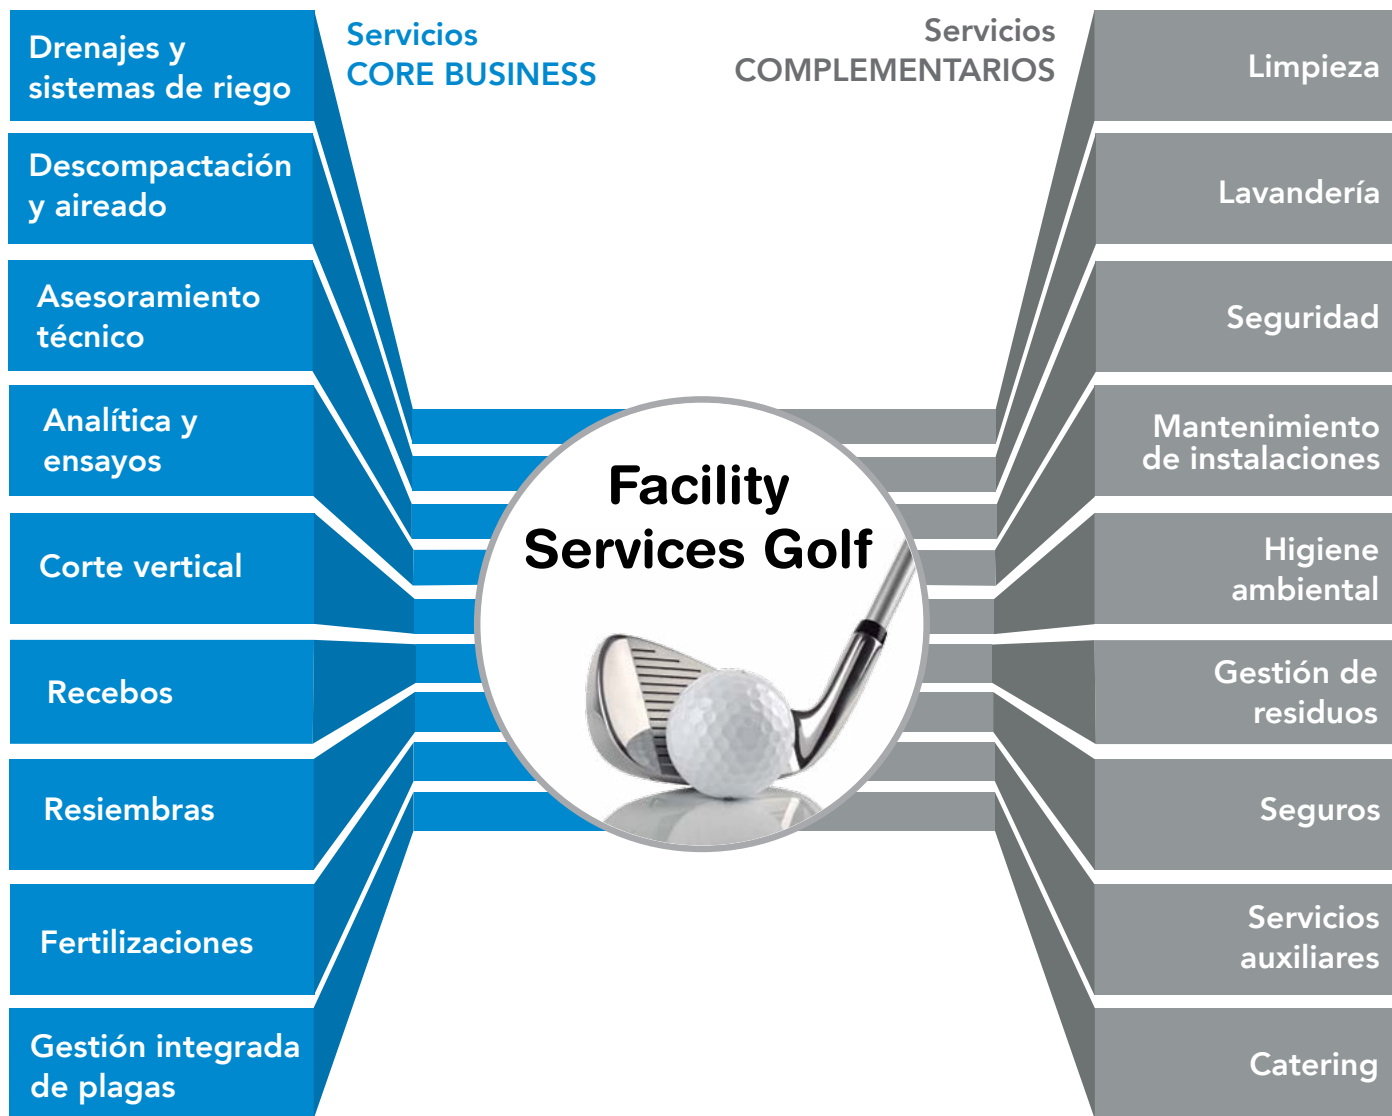 Servicios
CORE BUSINESS
Drenajes y
sistemas de riego
Descompactación
y aireado
Asesoramiento
técnico
Analítica y
ensayos
Corte vertical
Recebos
Resiembras
Fertilizaciones
Gestión integrada
de plagas
Facility
Services Golf
Servicios
COMPLEMENTARIOS
Limpieza
Lavandería
Seguridad
Mantenimiento
de instalaciones
Higiene
ambiental
Gestión de
residuos
Seguros
Servicios
auxiliares
Catering